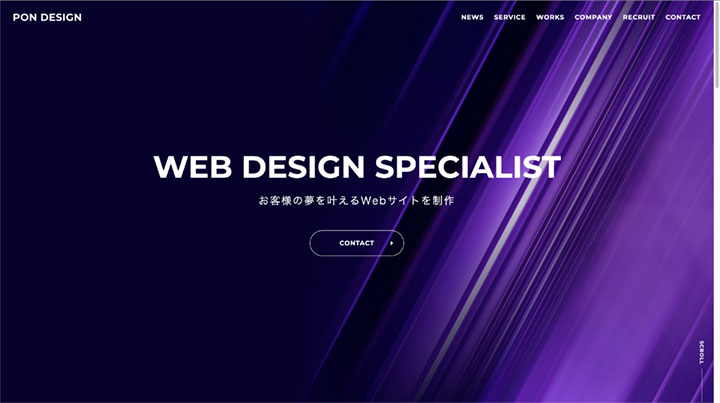 PON DESIGN
NEWS SERVICE WORKS COMPANY RECRUIT CONTACT
WEB DESIGN SPECIALIST
お客様の夢を叶えるWebサイトを制作
CONTACT
SCROLL